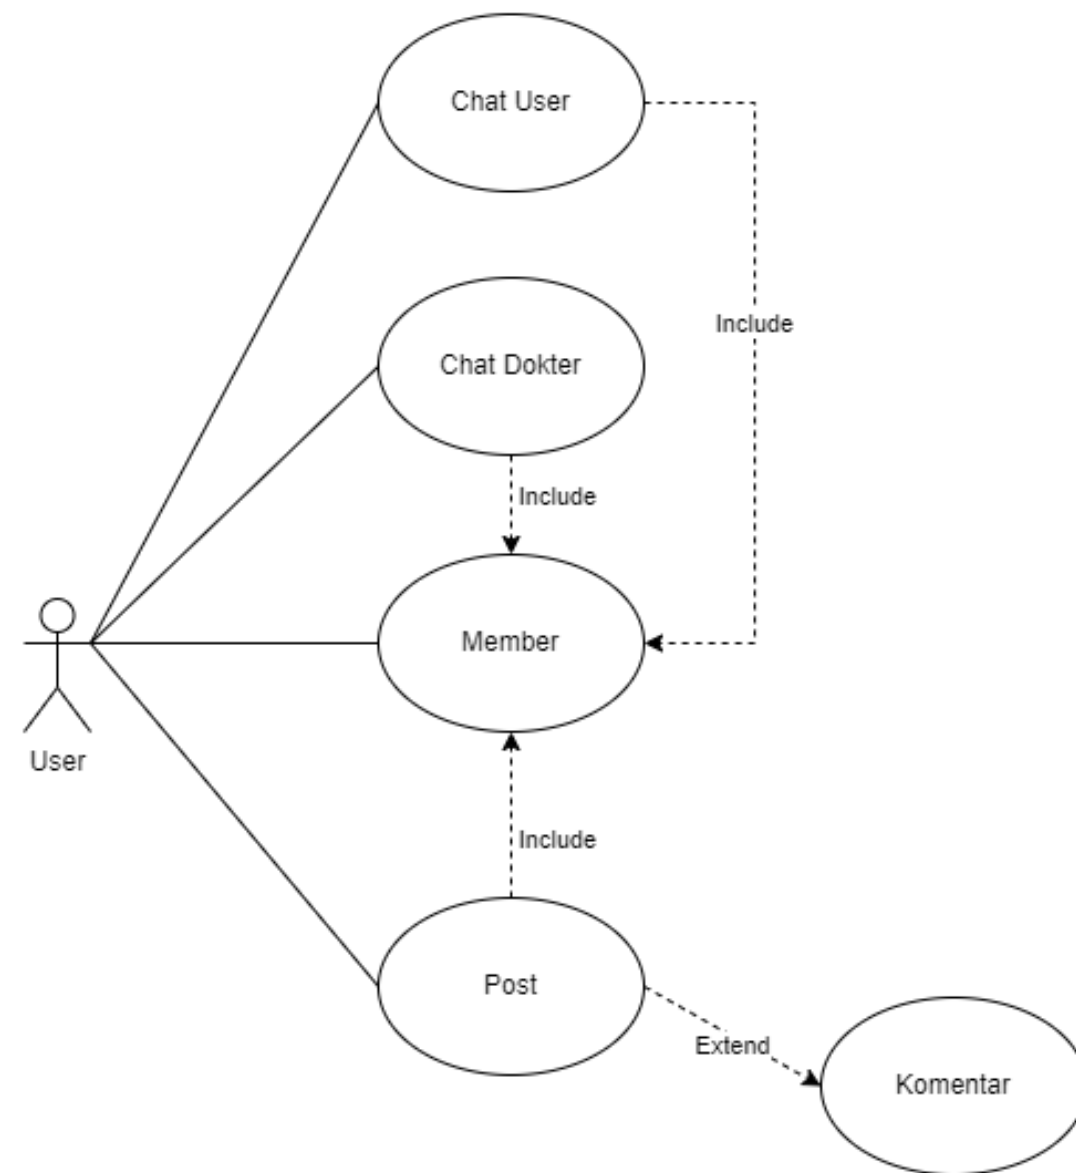 Chat User
Include
Chat Dokter
Include
Member
User
Include
Post
Extend
Komentar